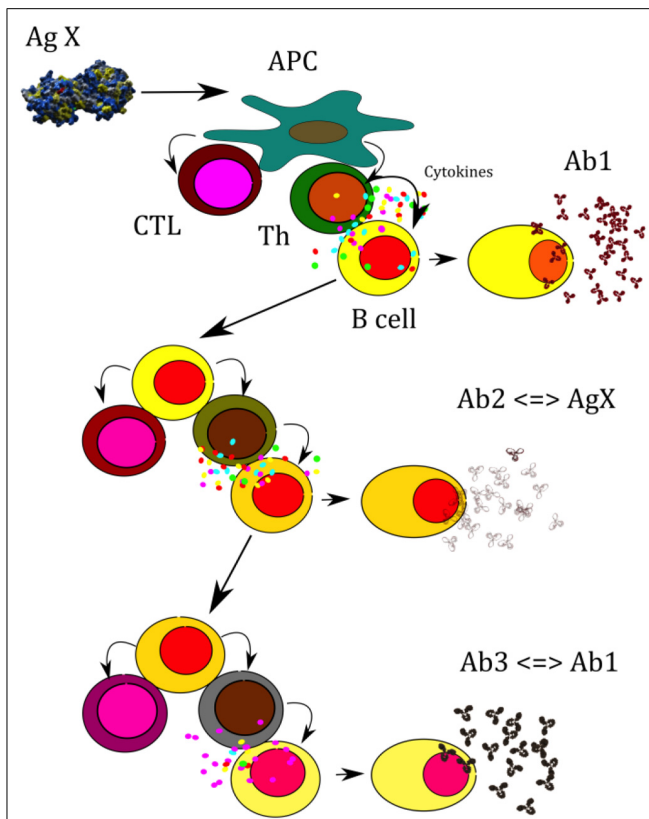 Ag X
APC
Cytokines
Ab1
CTL
Th
B cell
Ab2 <=> AgX
Ab3 <=> Ab1